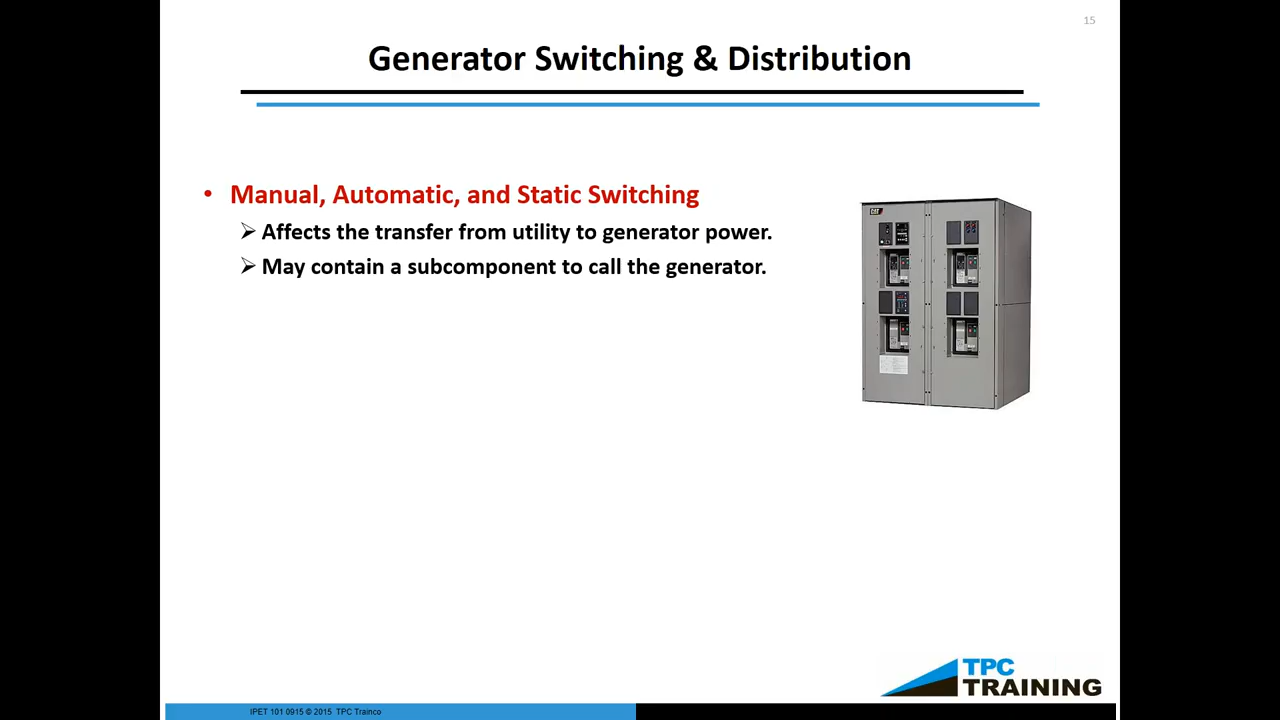 15
Generator Switching & Distribution
• Manual, Automatic, and Static Switching
➢ Affects the transfer from utility to generator power.
➢ May contain a subcomponent to call the generator.
CAT
TPC
TRAINING
IPET 101 0915 © 2015 TPC Trainco